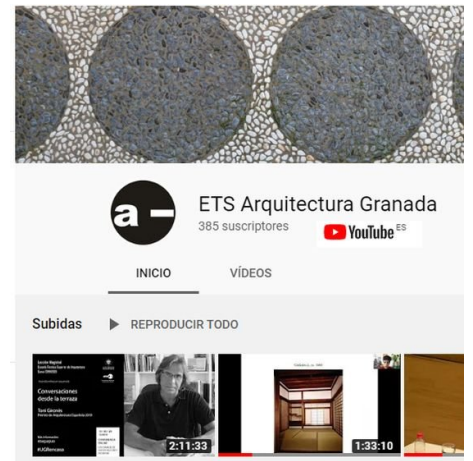 a -
ETS Arquitectura Granada
385 suscriptores
YouTube ES
INICIO
VÍDEOS
Subidas
REPRODUCIR TODO
Conversaciones
desde la terraza
Toni Gironès
#UGRencasa
2:11:33
1:33:10